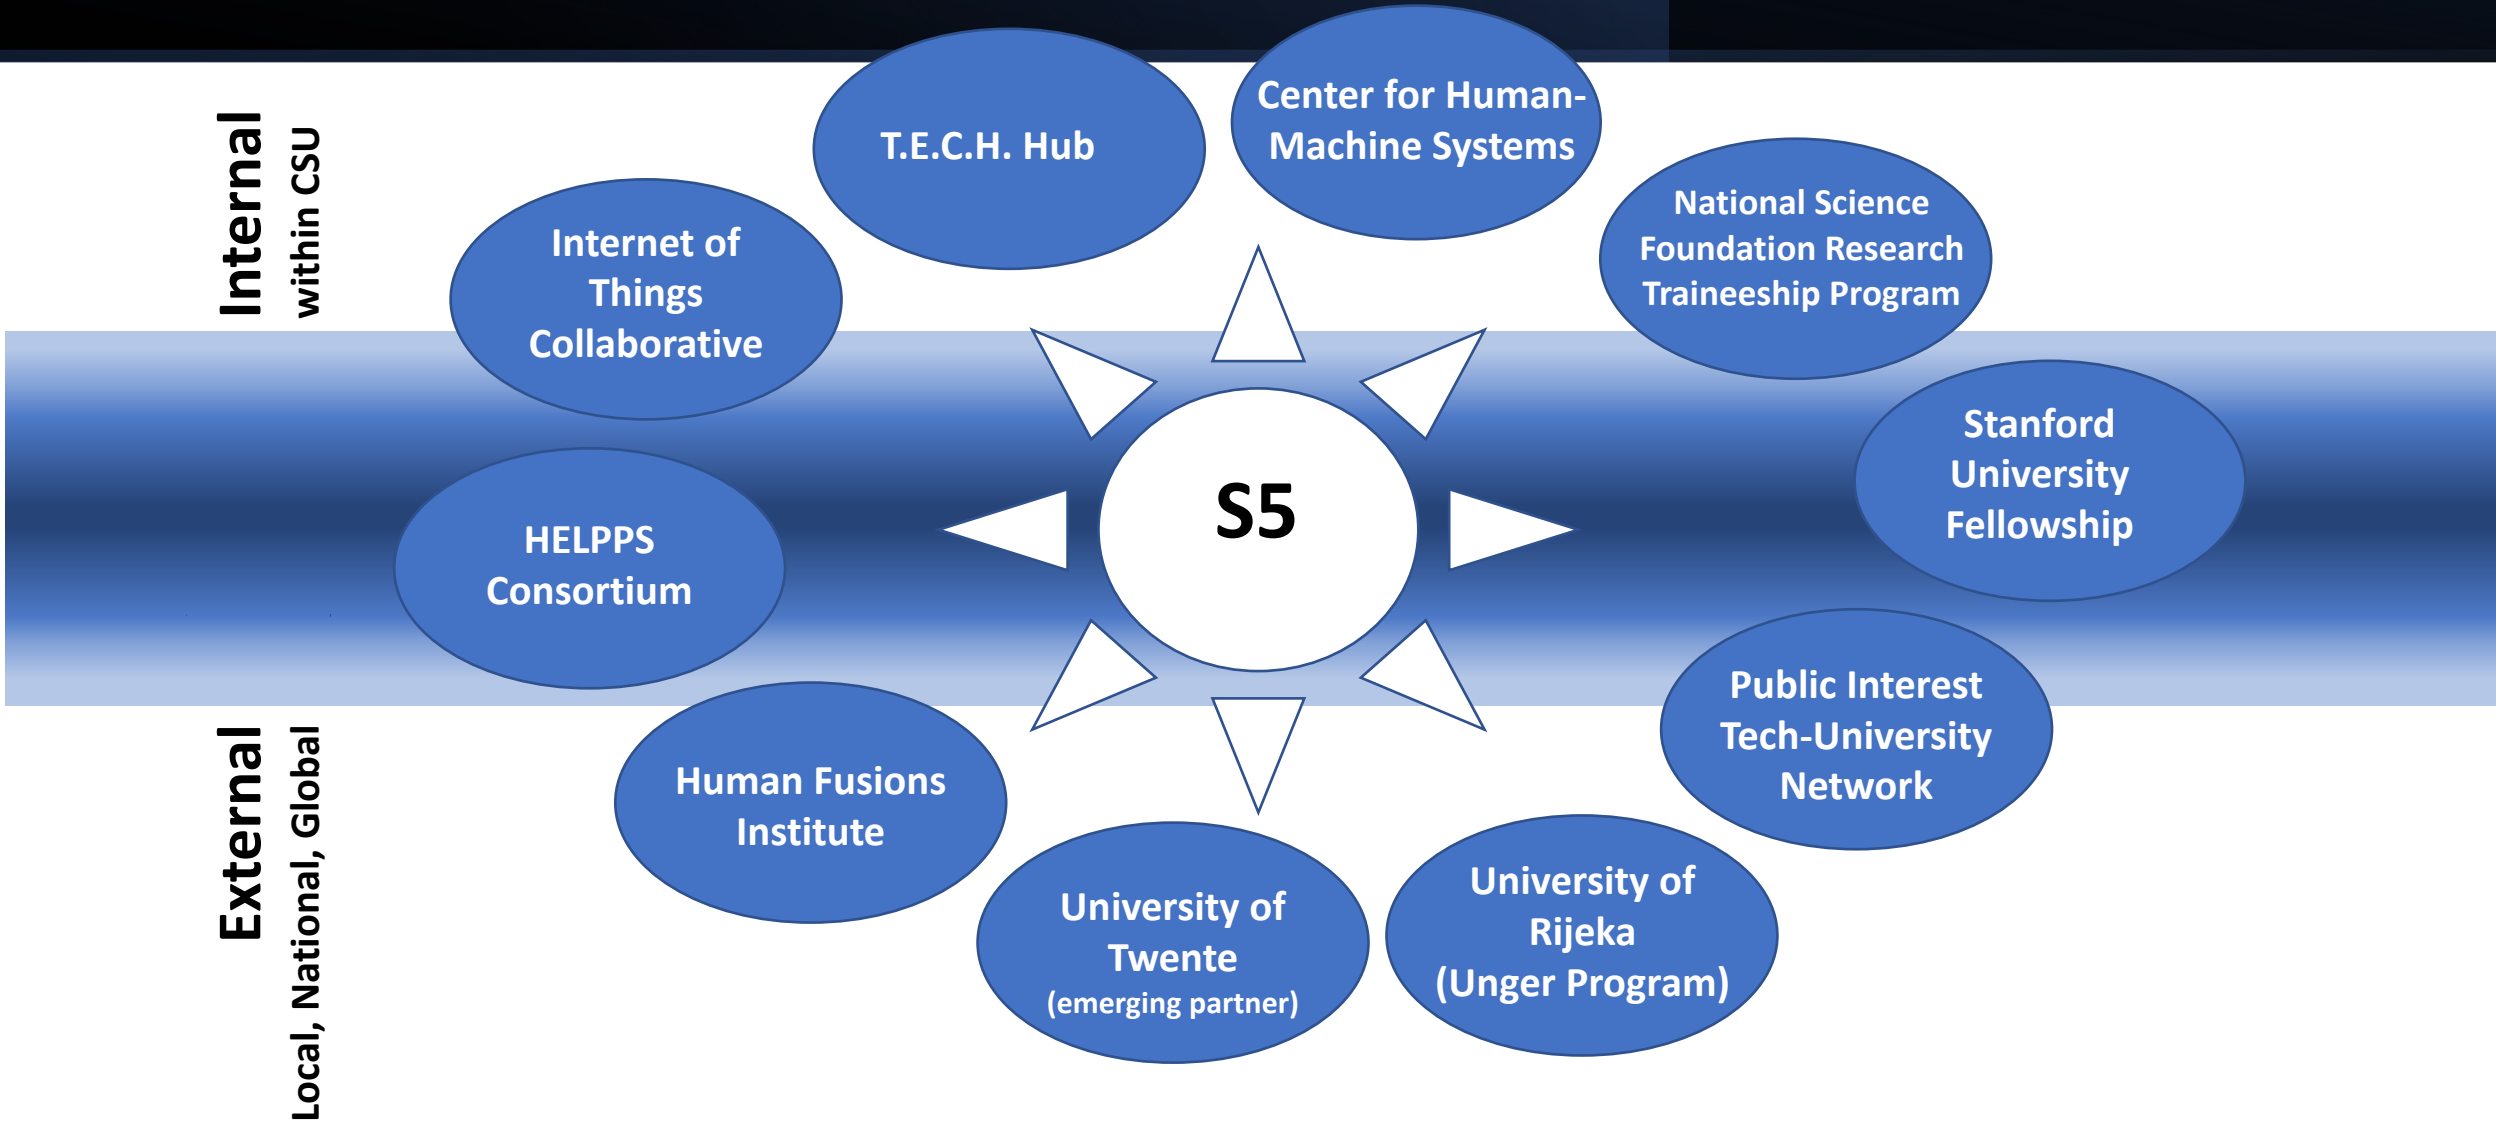 Internal
within CSU
T.E.C.H. Hub
Center for Human-
Machine Systems
Internet of
Things
Collaborative
National Science
Foundation Research
Traineeship Program
S5
Stanford
University
Fellowship
HELPPS
Consortium
External
Local, National, Global
Human Fusions
Institute
University of
Twente
(emerging partner)
University of
Rijeka
(Unger Program)
Public Interest
Tech-University
Network